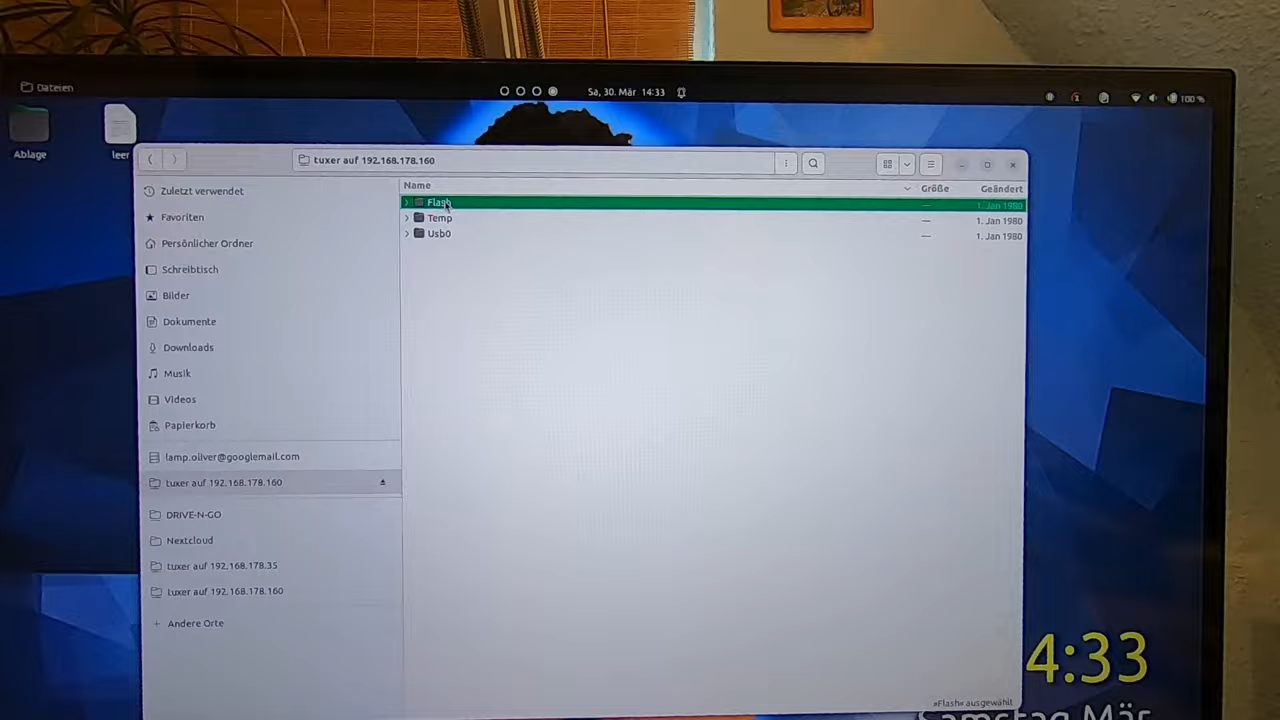 Dateien
Sa, 30. Mär 14:33
100 %
Ablage
leer
tuxer auf 192.168.178.160
Name
Größe
Geändert
Zuletzt verwendet
Favoriten
Persönlicher Ordner
Schreibtisch
Bilder
Dokumente
Downloads
Musik
Videos
Papierkorb
lamp.oliver@googlemail.com
tuxer auf 192.168.178.160
DRIVE-N-GO
Nextcloud
tuxer auf 192.168.178.35
tuxer auf 192.168.178.160
+ Andere Orte
Flash — 1. Jan 1980
Temp — 1. Jan 1980
Usb0 — 1. Jan 1980
»Flash« ausgewählt
4:33
Samstag Mär